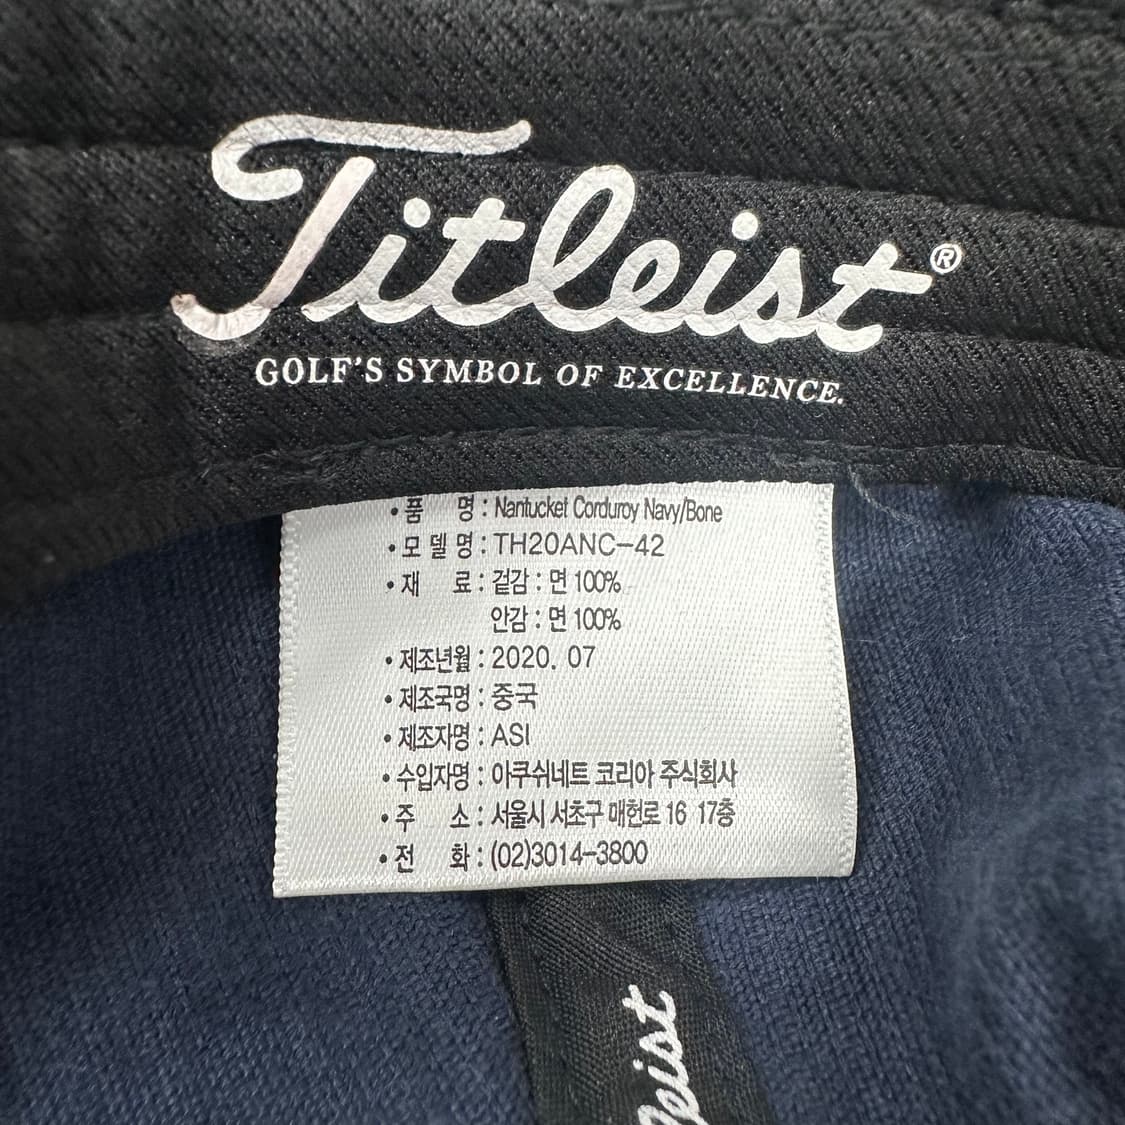 Titleist®
GOLF'S SYMBOL OF EXCELLENCE.
• 품 명 : Nantucket Corduroy Navy/Bone
• 모 델 명 : TH20ANC-42
• 재 료 : 겉감 : 면 100%
안감 : 면 100%
• 제조년월 : 2020. 07
• 제조국명 : 중국
• 제조자명 : ASI
• 수입자명 : 아쿠쉬네트 코리아 주식회사
• 주 소 : 서울시 서초구 매헌로 16 17층
• 전 화 : (02)3014-3800
leist